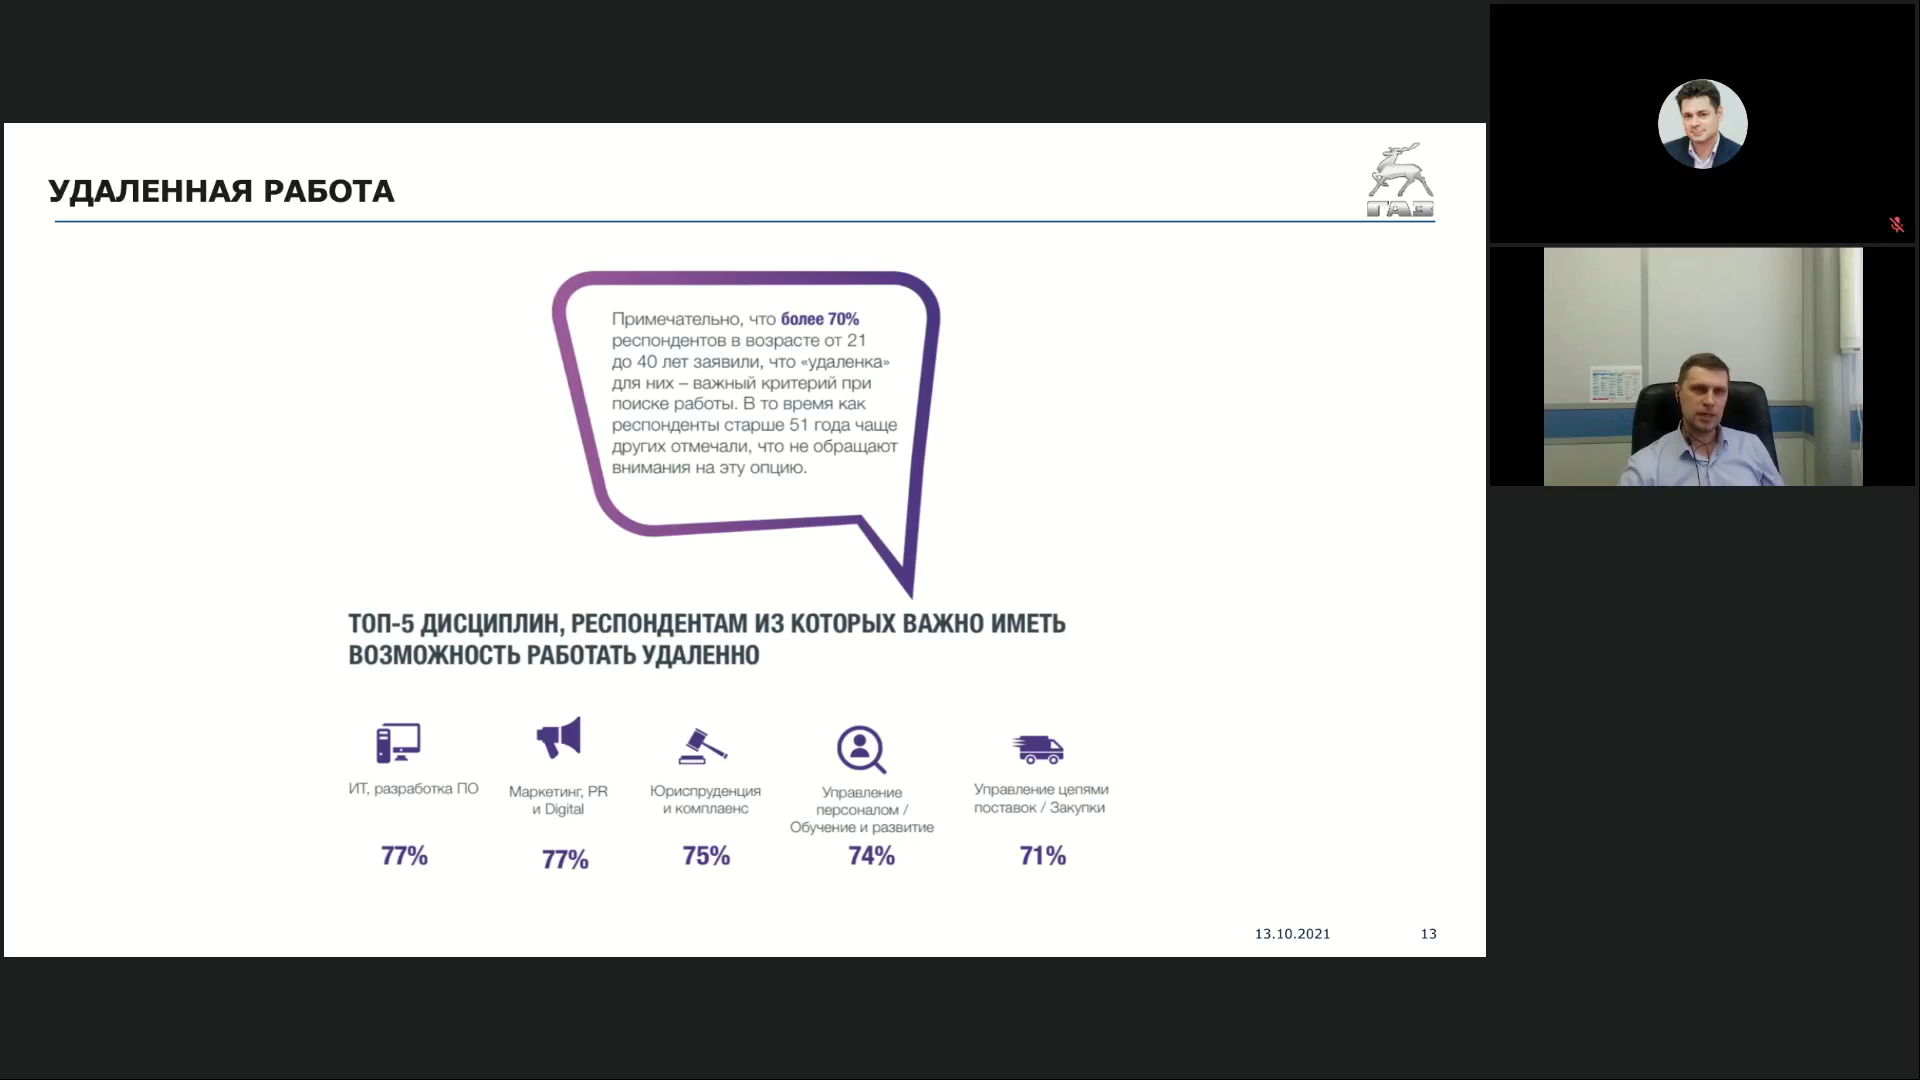 УДАЛЕННАЯ РАБОТА
ГАЗ
Примечательно, что более 70%
респондентов в возрасте от 21
до 40 лет заявили, что «удаленка»
для них – важный критерий при
поиске работы. В то время как
респонденты старше 51 года чаще
других отмечали, что не обращают
внимания на эту опцию.
ТОП-5 ДИСЦИПЛИН, РЕСПОНДЕНТАМ ИЗ КОТОРЫХ ВАЖНО ИМЕТЬ
ВОЗМОЖНОСТЬ РАБОТАТЬ УДАЛЕННО
ИТ, разработка ПО
77%
Маркетинг, PR
и Digital
77%
Юриспруденция
и комплаенс
75%
Управление
персоналом /
Обучение и развитие
74%
Управление цепями
поставок / Закупки
71%
13.10.2021
13